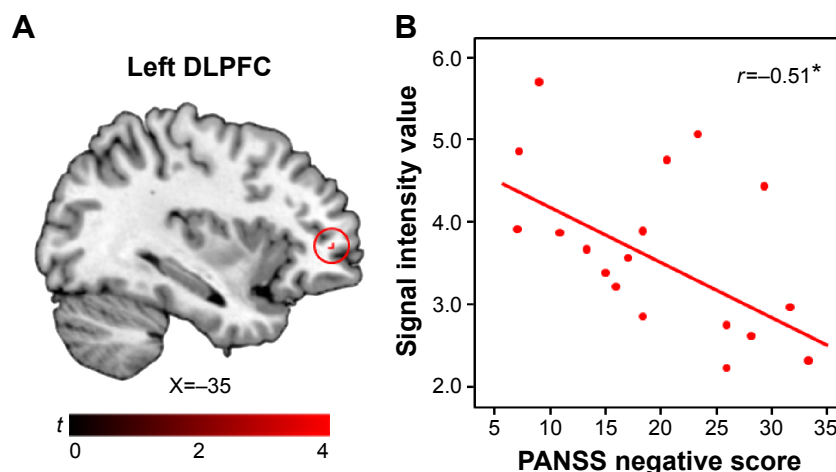 A
Left DLPFC
X=–35
t
0
2
4
B
r=–0.51*
Signal intensity value
6.0
5.0
4.0
3.0
2.0
5
10
15
20
25
30
35
PANSS negative score